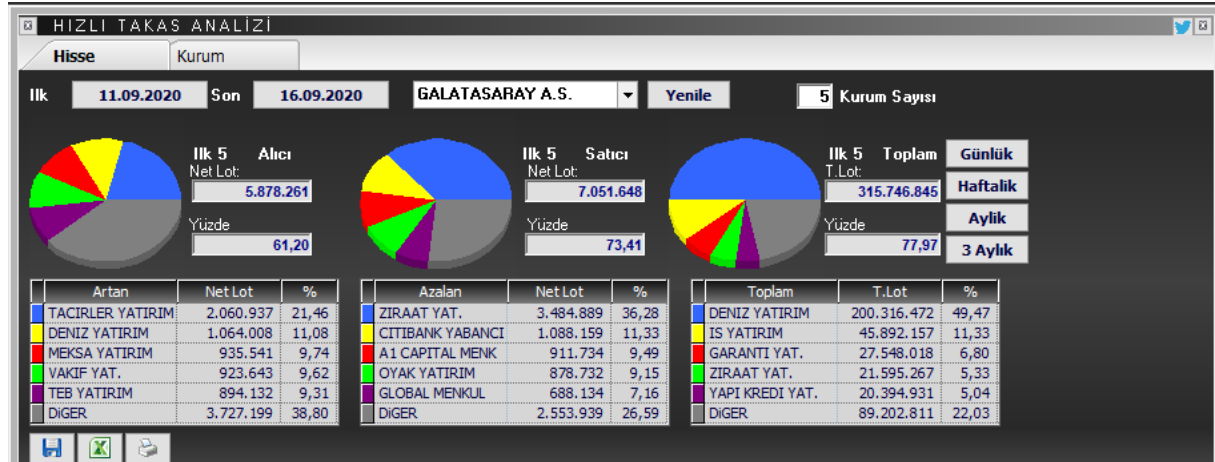 HIZLI TAKAS ANALİZİ
Hisse Kurum
Ilk 11.09.2020 Son 16.09.2020 GALATASARAY A.S. Yenile 5 Kurum Sayısı
Ilk 5 Alıcı Ilk 5 Satıcı Ilk 5 Toplam Günlük
Net Lot: Net Lot: T.Lot:
5.878.261 7.051.648 315.746.845 Haftalik
Yüzde Yüzde Yüzde Aylik
61,20 73,41 77,97 3 Aylık
Artan Net Lot % Azalan Net Lot % Toplam T.Lot %
TACIRLER YATIRIM 2.060.937 21,46 ZIRAAT YAT. 3.484.889 36,28 DENIZ YATIRIM 200.316.472 49,47
DENIZ YATIRIM 1.064.008 11,08 CITIBANK YABANCI 1.088.159 11,33 IS YATIRIM 45.892.157 11,33
MEKSA YATIRIM 935.541 9,74 A1 CAPITAL MENK 911.734 9,49 GARANTI YAT. 27.548.018 6,80
VAKIF YAT. 923.643 9,62 OYAK YATIRIM 878.732 9,15 ZIRAAT YAT. 21.595.267 5,33
TEB YATIRIM 894.132 9,31 GLOBAL MENKUL 688.134 7,16 YAPI KREDI YAT. 20.394.931 5,04
DiGER 3.727.199 38,80 DiGER 2.553.939 26,59 DiGER 89.202.811 22,03